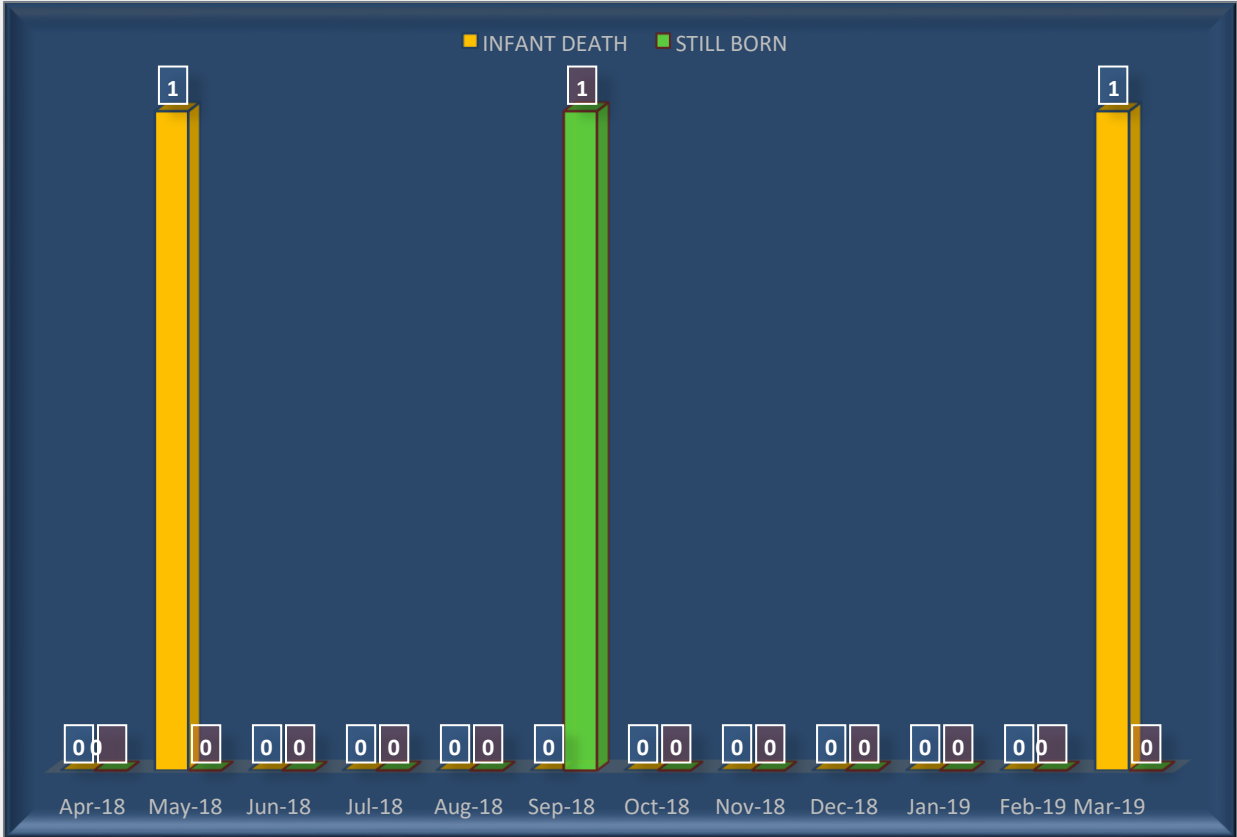 INFANT DEATH STILL BORN
1 1 1
0 0 0 0 0 0 0 0 0 0 0 0 0 0 0 0 0 0 0 0 0
Apr-18 May-18 Jun-18 Jul-18 Aug-18 Sep-18 Oct-18 Nov-18 Dec-18 Jan-19 Feb-19 Mar-19